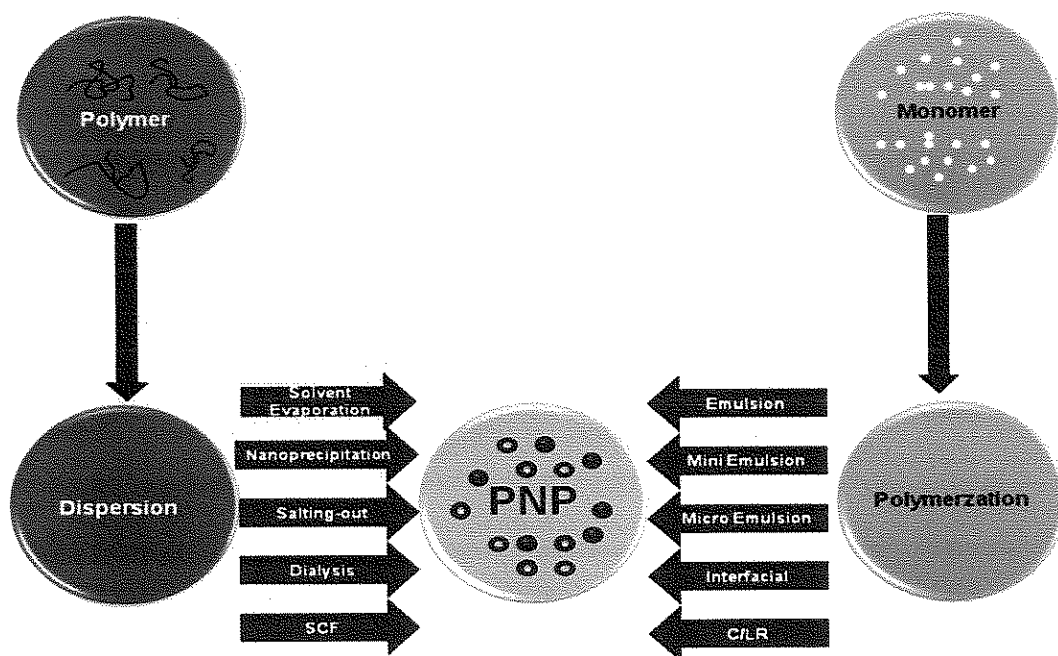 Polymer
Monomer
Dispersion
Solvent
Evaporation
Nanoprecipitation
Salting-out
Dialysis
SCF
PNP
Emulsion
Mini Emulsion
Micro Emulsion
Interfacial
C/LR
Polymerzation